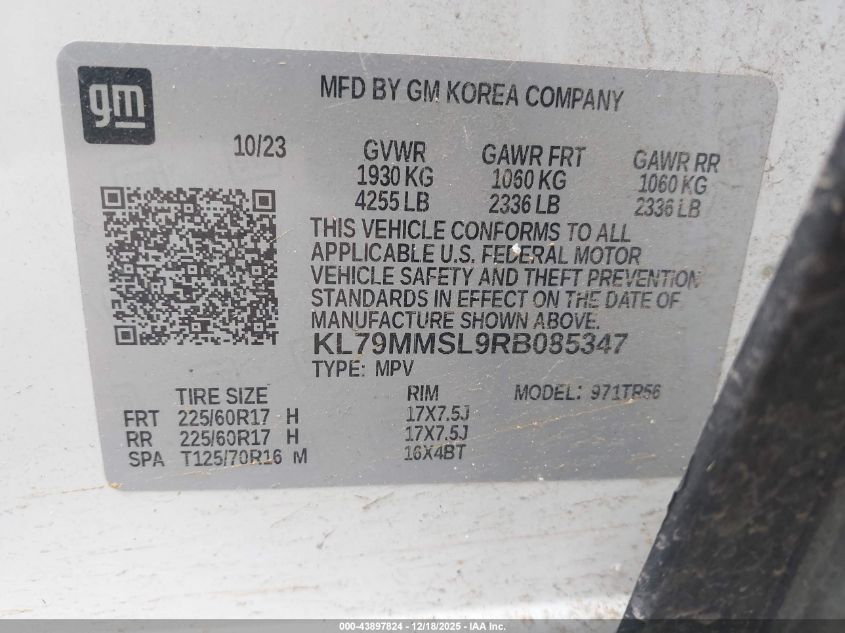 gm
MFD BY GM KOREA COMPANY
10/23 GVWR GAWR FRT GAWR RR
1930 KG 1060 KG 1060 KG
4255 LB 2336 LB 2336 LB
THIS VEHICLE CONFORMS TO ALL
APPLICABLE U.S. FEDERAL MOTOR
VEHICLE SAFETY AND THEFT PREVENTION
STANDARDS IN EFFECT ON THE DATE OF
MANUFACTURE SHOWN ABOVE.
KL79MMSL9RB085347
TYPE: MPV
TIRE SIZE RIM MODEL: 971TR56
FRT 225/60R17 H 17X7.5J
RR 225/60R17 H 17X7.5J
SPA T125/70R16 M 16X4BT
000-43897824 | 12/18/2025 - IAA Inc.